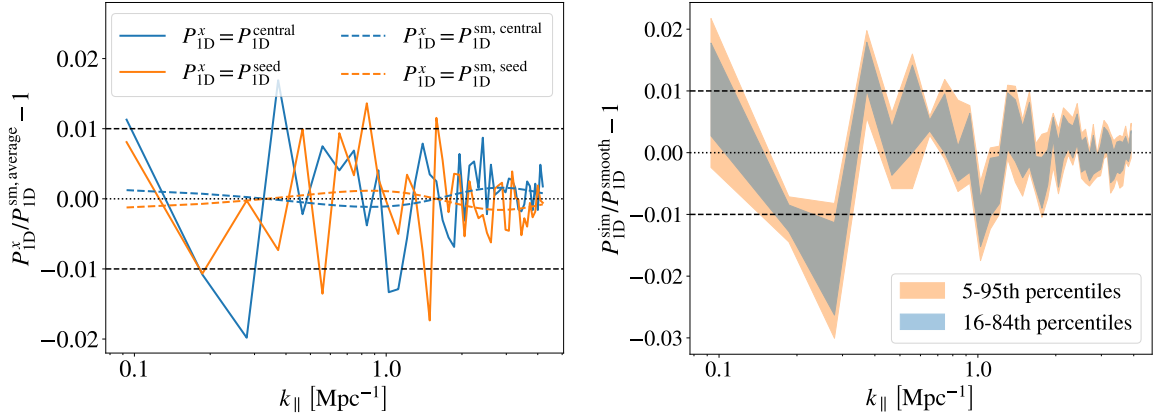 P^x_1D/P^sm, average_1D − 1
0.02
0.01
0.00
−0.01
−0.02
P^x_1D = P^central_1D
P^x_1D = P^sm, central_1D
P^x_1D = P^seed_1D
P^x_1D = P^sm, seed_1D
0.1
1.0
k_∥ [Mpc⁻¹]
P^sim_1D/P^smooth_1D − 1
0.02
0.01
0.00
−0.01
−0.02
−0.03
5-95th percentiles
16-84th percentiles
0.1
1.0
k_∥ [Mpc⁻¹]